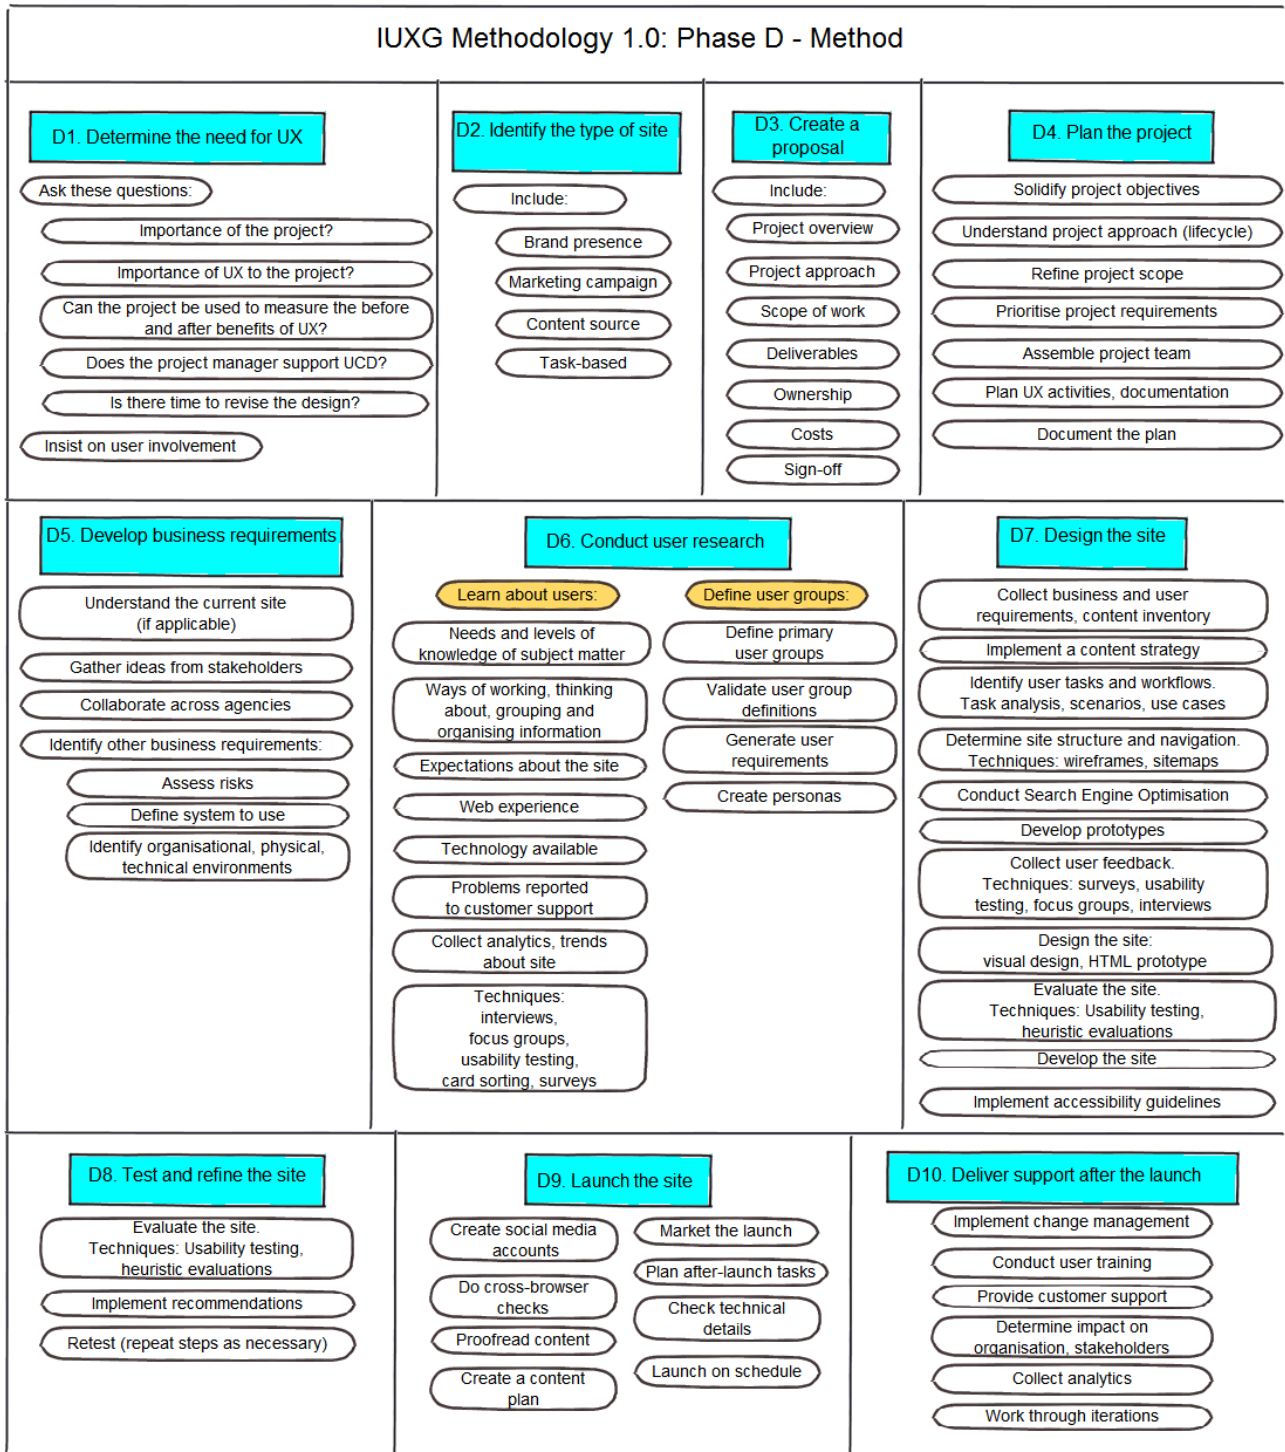 IUXG Methodology 1.0: Phase D - Method
D1. Determine the need for UX
Ask these questions:
Importance of the project?
Importance of UX to the project?
Can the project be used to measure the before
and after benefits of UX?
Does the project manager support UCD?
Is there time to revise the design?
Insist on user involvement
D2. Identify the type of site
Include:
Brand presence
Marketing campaign
Content source
Task-based
D3. Create a
proposal
Include:
Project overview
Project approach
Scope of work
Deliverables
Ownership
Costs
Sign-off
D4. Plan the project
Solidify project objectives
Understand project approach (lifecycle)
Refine project scope
Prioritise project requirements
Assemble project team
Plan UX activities, documentation
Document the plan
D5. Develop business requirements
Understand the current site
(if applicable)
Gather ideas from stakeholders
Collaborate across agencies
Identify other business requirements:
Assess risks
Define system to use
Identify organisational, physical,
technical environments
D6. Conduct user research
Learn about users:
Needs and levels of
knowledge of subject matter
Ways of working, thinking
about, grouping and
organising information
Expectations about the site
Web experience
Technology available
Problems reported
to customer support
Collect analytics, trends
about site
Techniques:
interviews,
focus groups,
usability testing,
card sorting, surveys
Define user groups:
Define primary
user groups
Validate user group
definitions
Generate user
requirements
Create personas
D7. Design the site
Collect business and user
requirements, content inventory
Implement a content strategy
Identify user tasks and workflows.
Task analysis, scenarios, use cases
Determine site structure and navigation.
Techniques: wireframes, sitemaps
Conduct Search Engine Optimisation
Develop prototypes
Collect user feedback.
Techniques: surveys, usability
testing, focus groups, interviews
Design the site:
visual design, HTML prototype
Evaluate the site.
Techniques: Usability testing,
heuristic evaluations
Develop the site
Implement accessibility guidelines
D8. Test and refine the site
Evaluate the site.
Techniques: Usability testing,
heuristic evaluations
Implement recommendations
Retest (repeat steps as necessary)
D9. Launch the site
Create social media
accounts
Do cross-browser
checks
Proofread content
Create a content
plan
Market the launch
Plan after-launch tasks
Check technical
details
Launch on schedule
D10. Deliver support after the launch
Implement change management
Conduct user training
Provide customer support
Determine impact on
organisation, stakeholders
Collect analytics
Work through iterations